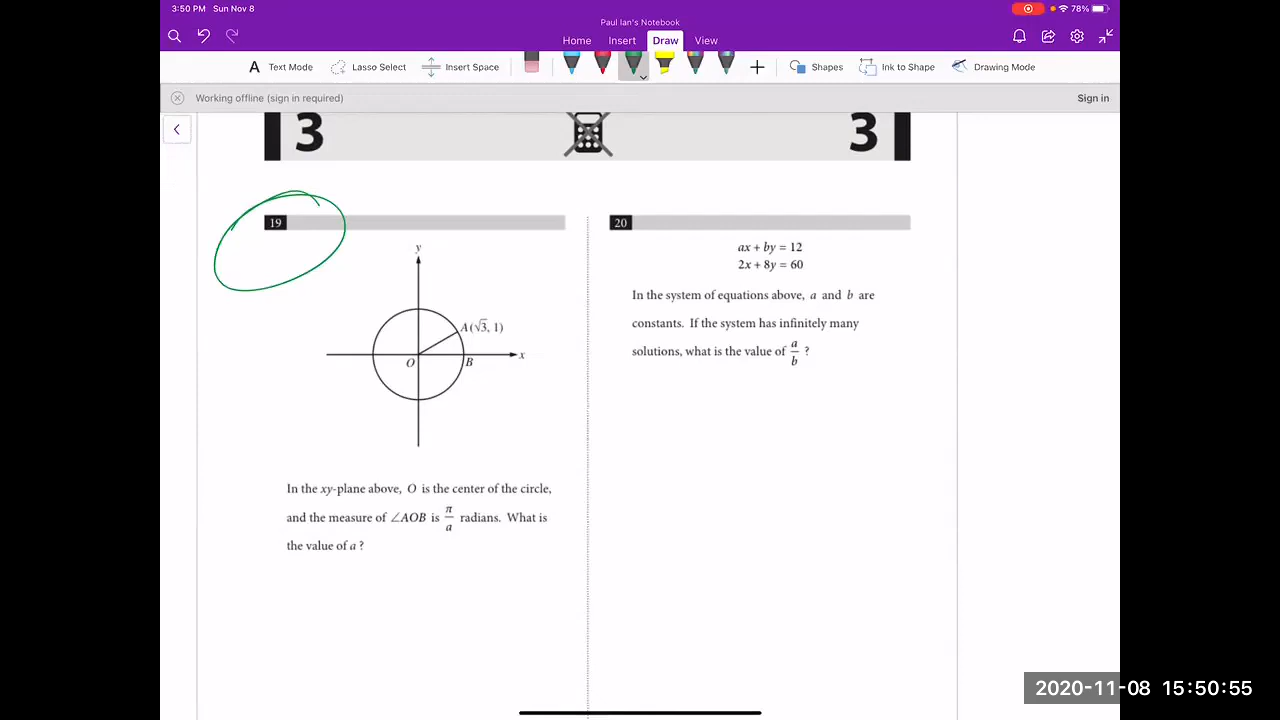 3:50 PM Sun Nov 8
78%
Paul Ian's Notebook
Home Insert Draw View
A Text Mode Lasso Select Insert Space Shapes Ink to Shape Drawing Mode
Working offline (sign in required) Sign in
3 3
19
y
A(√3, 1)
x
O B
In the xy-plane above, O is the center of the circle,
and the measure of ∠AOB is π/a radians. What is
the value of a ?
20
ax + by = 12
2x + 8y = 60
In the system of equations above, a and b are
constants. If the system has infinitely many
solutions, what is the value of a/b ?
2020-11-08 15:50:55